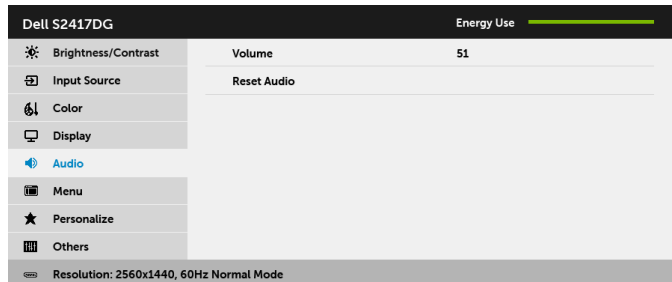 Dell S2417DG Energy Use
Brightness/Contrast Volume 51
Input Source Reset Audio
Color
Display
Audio
Menu
Personalize
Others
Resolution: 2560x1440, 60Hz Normal Mode